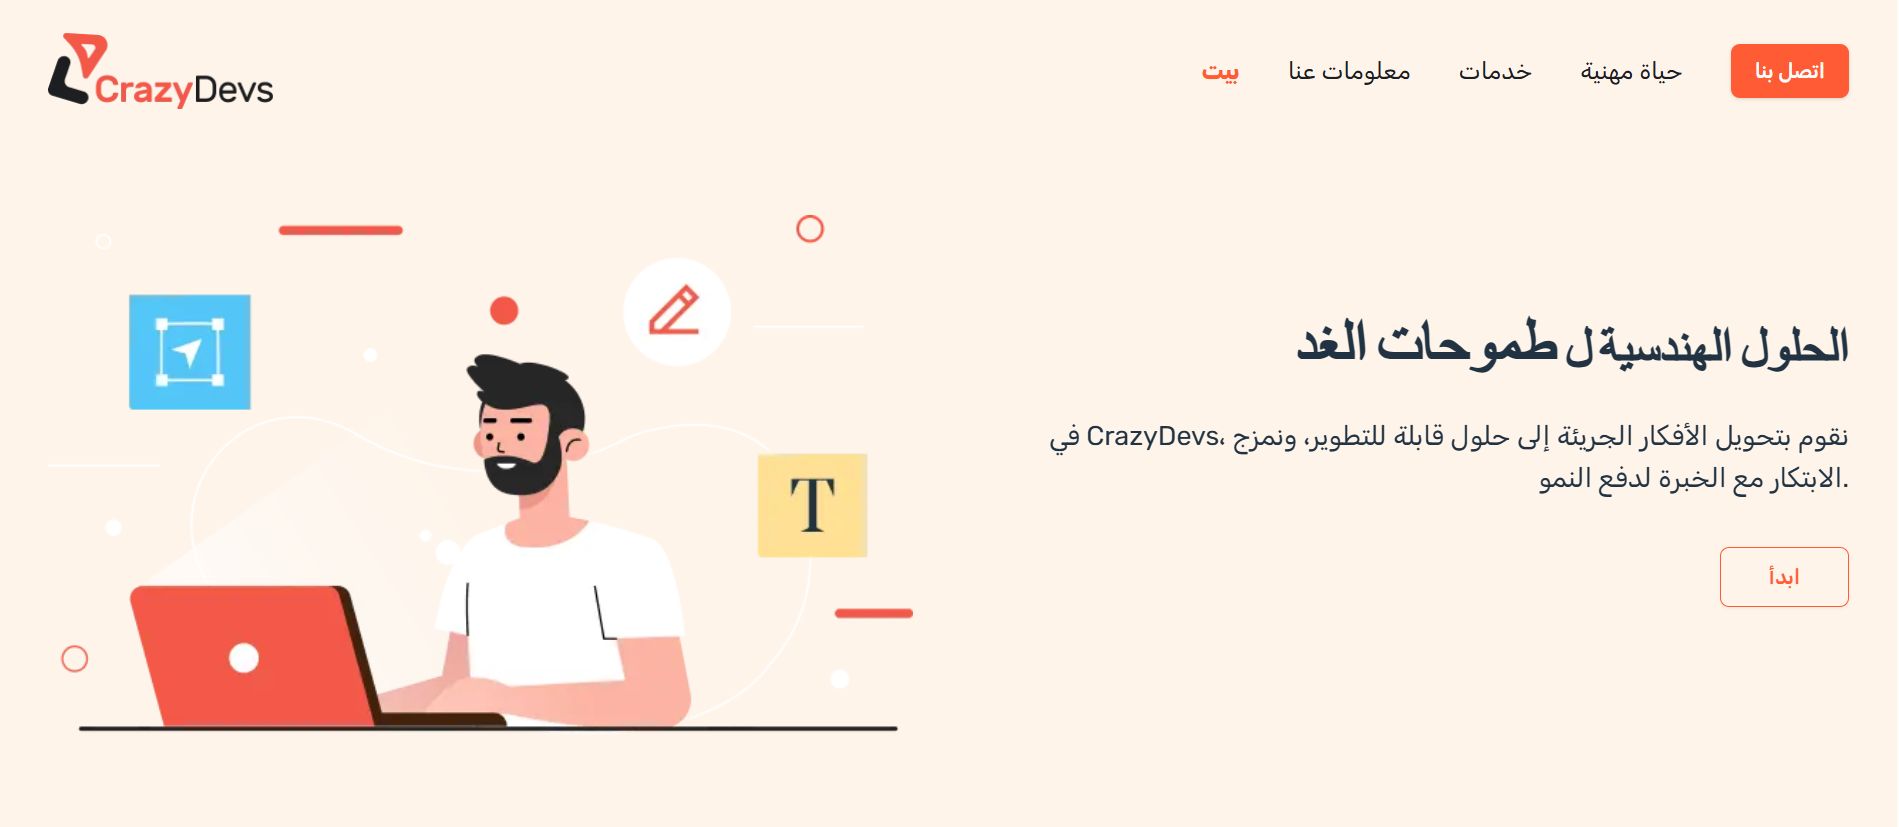 CrazyDevs
بيت
معلومات عنا
خدمات
حياة مهنية
اتصل بنا
الحلول الهندسية ل طموحات الغد
في CrazyDevs، نقوم بتحويل الأفكار الجريئة إلى حلول قابلة للتطوير، ونمزج
الابتكار مع الخبرة لدفع النمو.
ابدأ
T